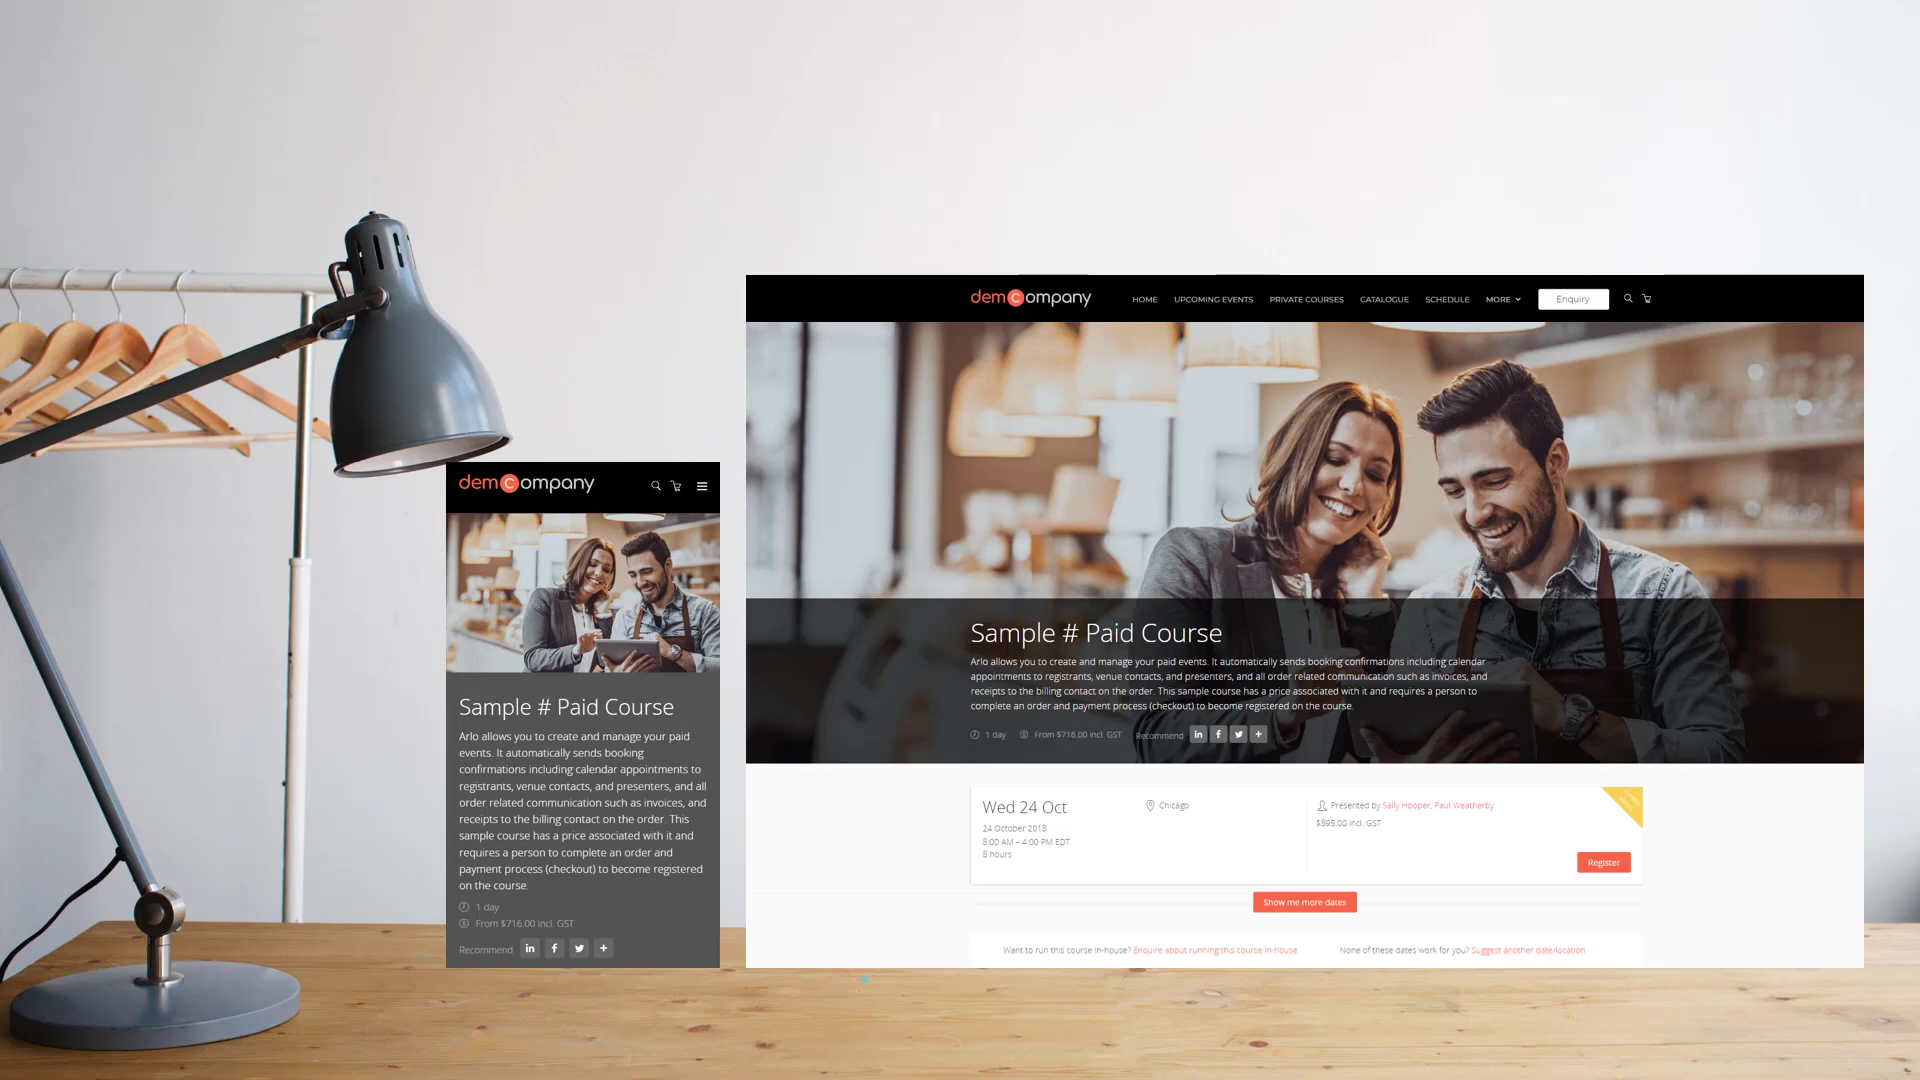 demcompany
Sample # Paid Course
Arlo allows you to create and manage your paid
events. It automatically sends booking
confirmations including calendar appointments to
registrants, venue contacts, and presenters, and all
order related communication such as invoices, and
receipts to the billing contact on the order. This
sample course has a price associated with it and
requires a person to complete an order and
payment process (checkout) to become registered
on the course.
1 day
From $716.00 incl. GST
Recommend
demcompany
HOME UPCOMING EVENTS PRIVATE COURSES CATALOGUE SCHEDULE MORE Enquiry
Sample # Paid Course
Arlo allows you to create and manage your paid events. It automatically sends booking confirmations including calendar
appointments to registrants, venue contacts, and presenters, and all order related communication such as invoices, and
receipts to the billing contact on the order. This sample course has a price associated with it and requires a person to
complete an order and payment process (checkout) to become registered on the course.
1 day From $716.00 incl. GST Recommend
Wed 24 Oct
24 October 2018
8:00 AM – 4:00 PM EDT
8 hours
Chicago
Presented by Sally Hooper, Paul Weatherby
$895.00 incl. GST
Register
Show me more dates
Want to run this course in-house? Enquire about running this course in-house
None of these dates work for you? Suggest another date/location